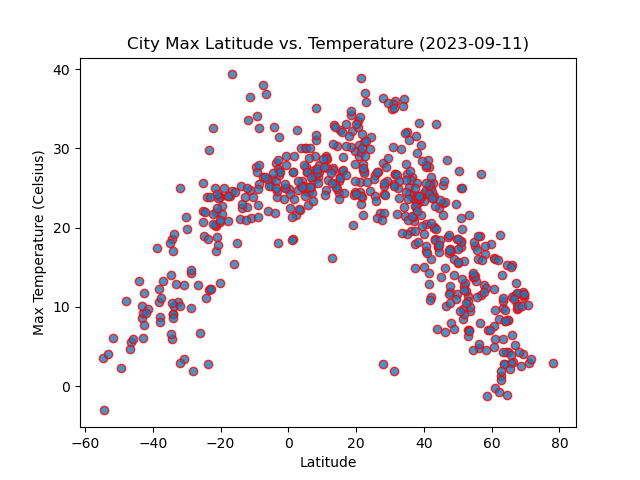 City Max Latitude vs. Temperature (2023-09-11)
Max Temperature (Celsius)
40
30
20
10
0
−60 −40 −20 0 20 40 60 80
Latitude